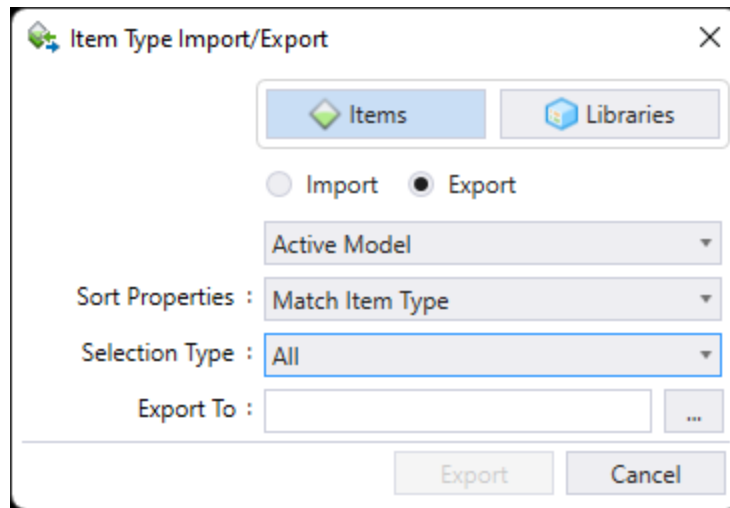 Item Type Import/Export
Items Libraries
Import Export
Active Model
Sort Properties : Match Item Type
Selection Type : All
Export To :
...
Export Cancel